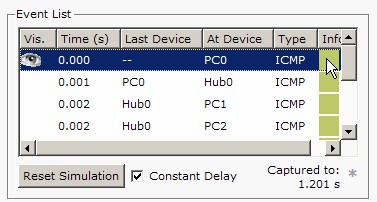 Event List
Vis. Time (s) Last Device At Device Type Info
0.000 -- PC0 ICMP
0.001 PC0 Hub0 ICMP
0.002 Hub0 PC1 ICMP
0.002 Hub0 PC2 ICMP
Reset Simulation Constant Delay Captured to: *
1.201 s